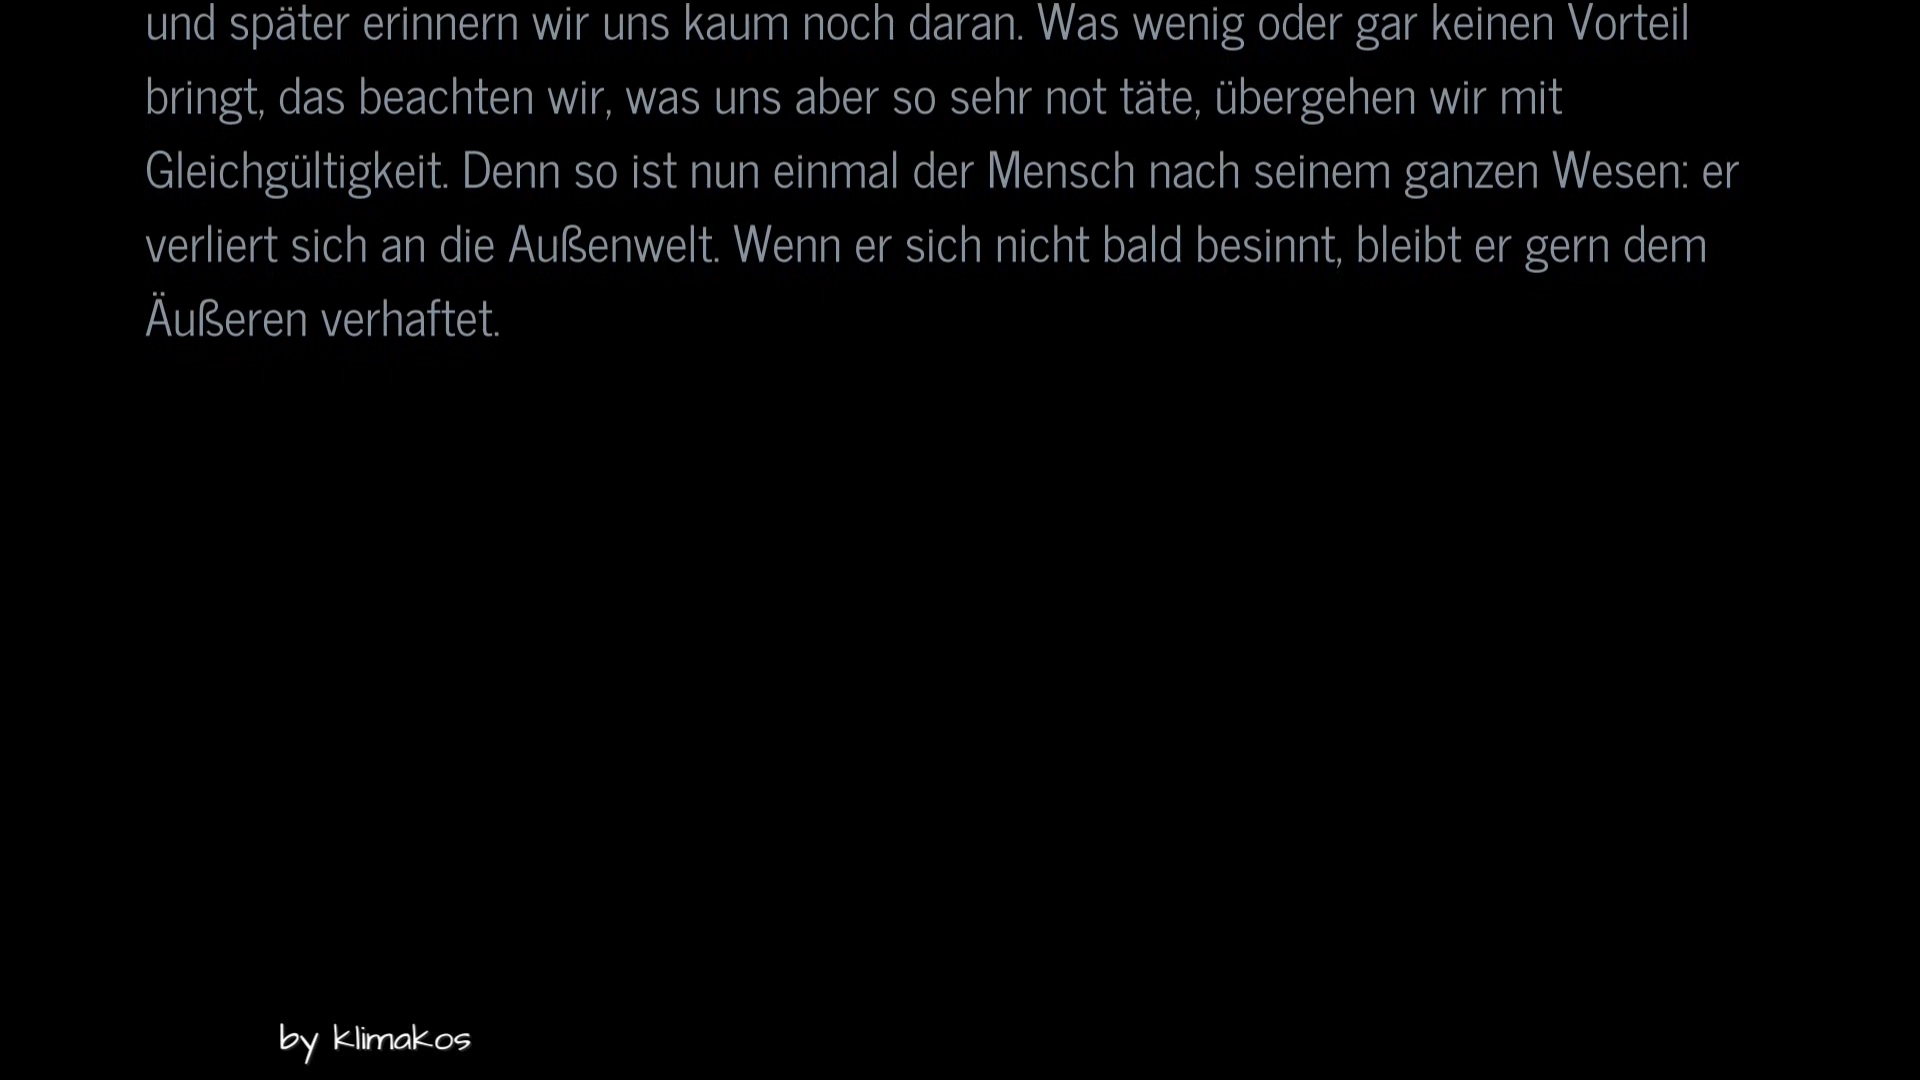 und später erinnern wir uns kaum noch daran. Was wenig oder gar keinen Vorteil
bringt, das beachten wir, was uns aber so sehr not täte, übergehen wir mit
Gleichgültigkeit. Denn so ist nun einmal der Mensch nach seinem ganzen Wesen: er
verliert sich an die Außenwelt. Wenn er sich nicht bald besinnt, bleibt er gern dem
Äußeren verhaftet.
by klimakos